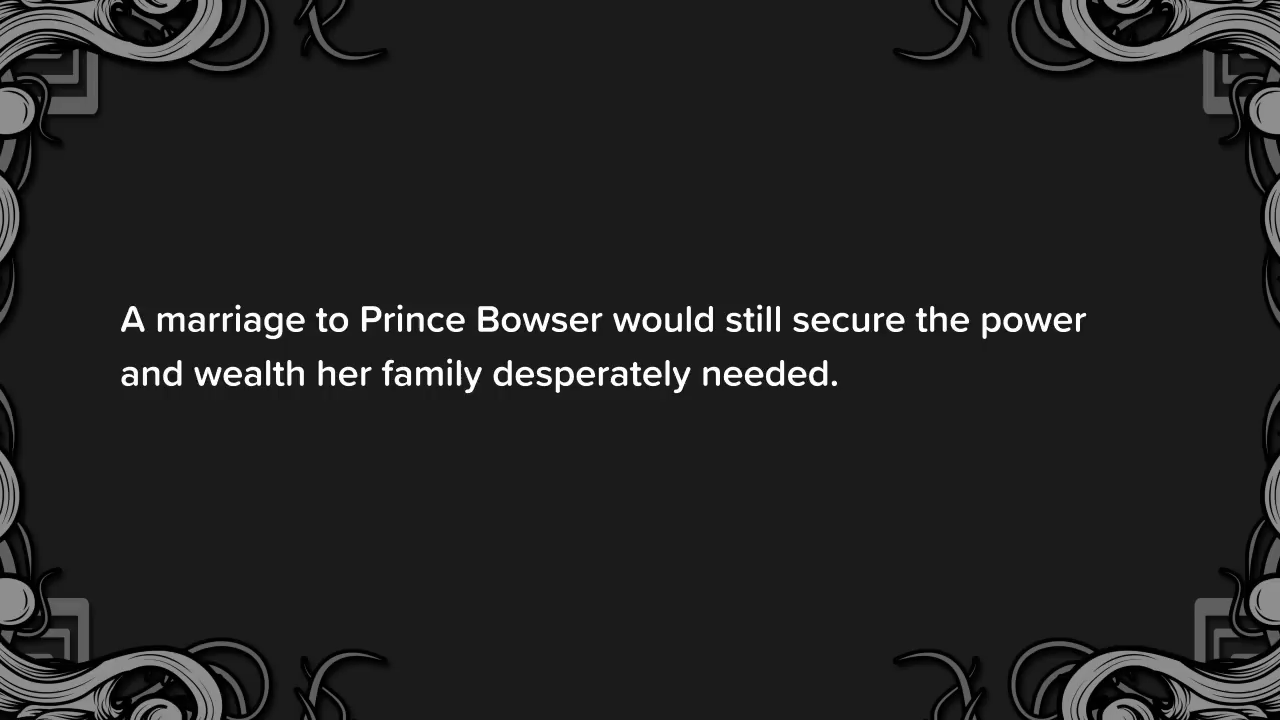 A marriage to Prince Bowser would still secure the power
and wealth her family desperately needed.